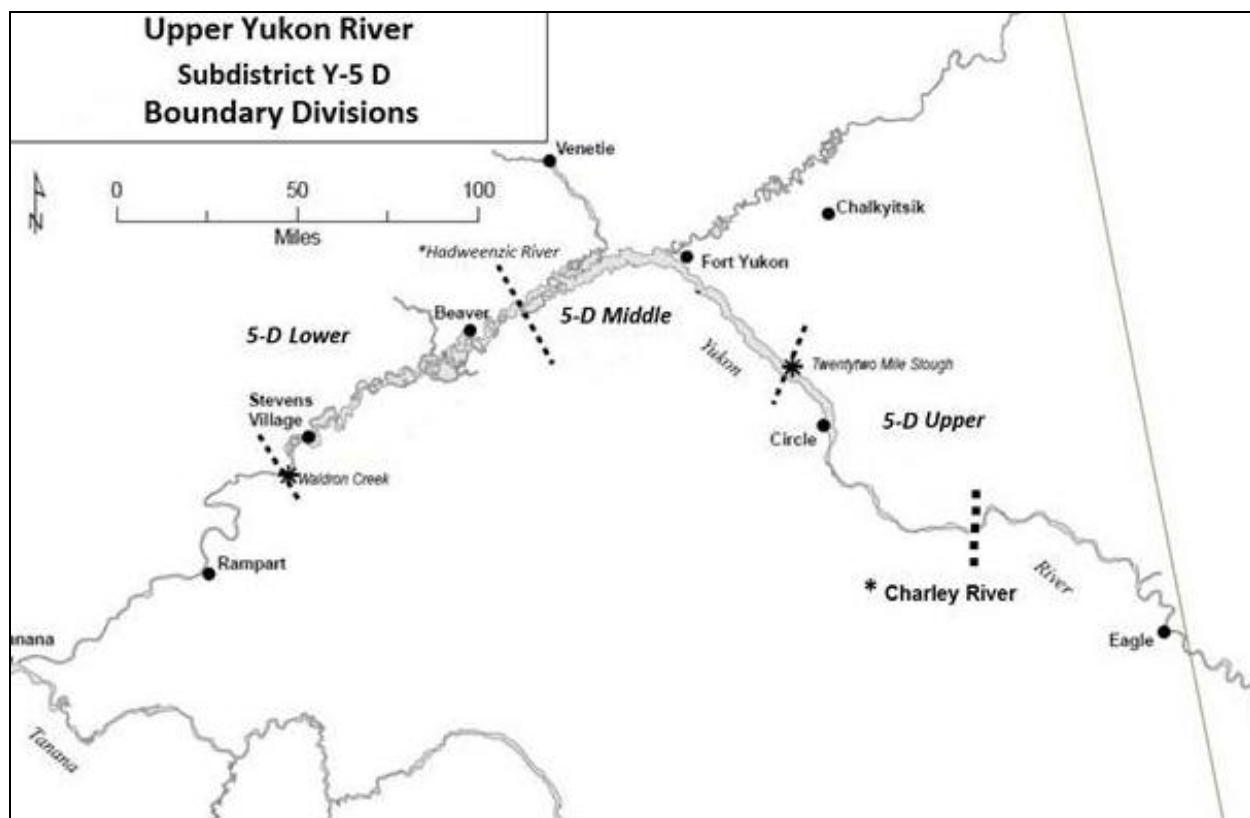 Upper Yukon River
Subdistrict Y-5 D
Boundary Divisions
Venetie
N
0 50 100
Miles
Chalkyitsik
*Hadweenzic River
Fort Yukon
Beaver
5-D Middle
5-D Lower
Yukon
Twentytwo Mile Slough
Stevens
Village
5-D Upper
Circle
Waldron Creek
Rampart
* Charley River
River
Eagle
anana
Tanana